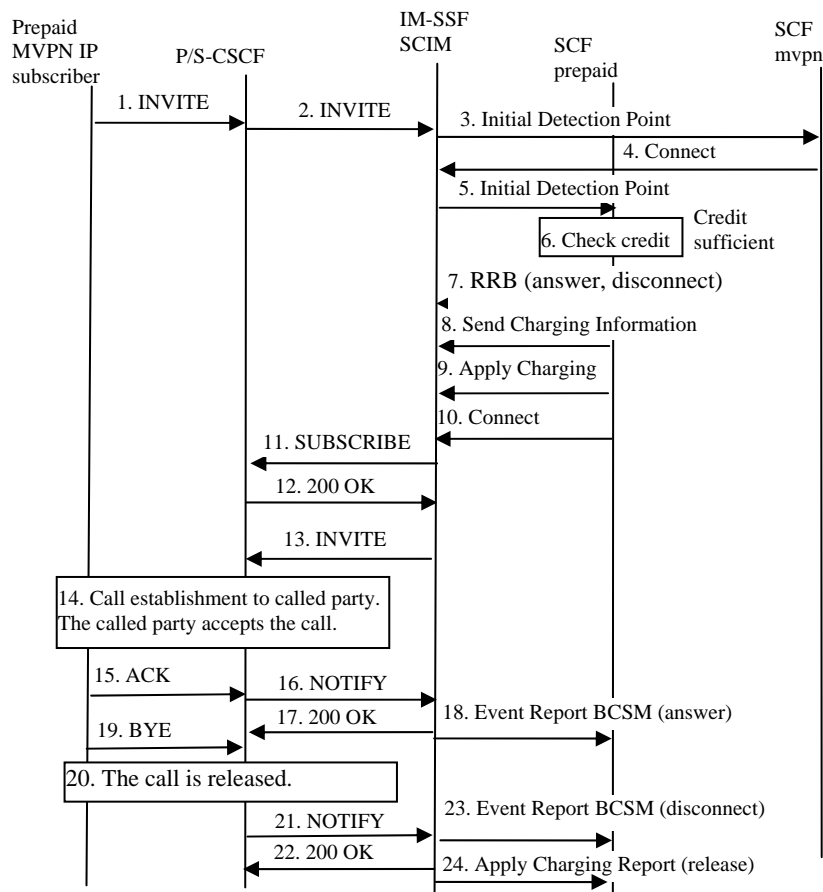 Prepaid
MVPN IP
subscriber
P/S-CSCF
IM-SSF
SCIM
SCF
prepaid
SCF
mvpn
1. INVITE
2. INVITE
3. Initial Detection Point
4. Connect
5. Initial Detection Point
6. Check credit
Credit
sufficient
7. RRB (answer, disconnect)
8. Send Charging Information
9. Apply Charging
10. Connect
11. SUBSCRIBE
12. 200 OK
13. INVITE
14. Call establishment to called party.
The called party accepts the call.
15. ACK
16. NOTIFY
17. 200 OK
18. Event Report BCSM (answer)
19. BYE
20. The call is released.
21. NOTIFY
22. 200 OK
23. Event Report BCSM (disconnect)
24. Apply Charging Report (release)